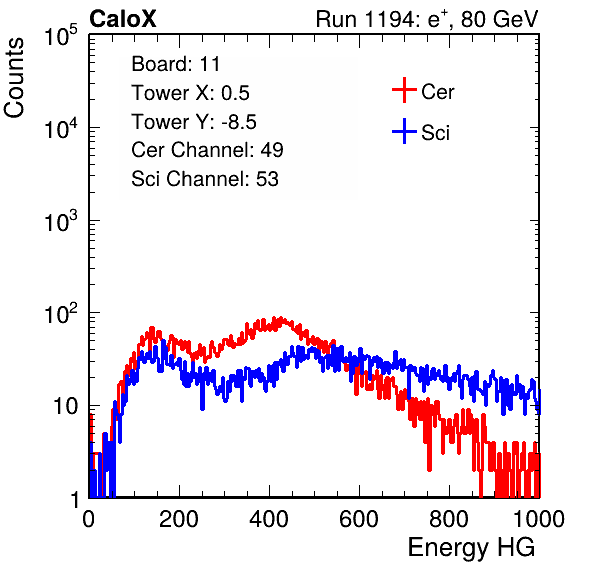 CaloX Run 1194: e⁺, 80 GeV
Counts
Board: 11
Tower X: 0.5
Tower Y: -8.5
Cer Channel: 49
Sci Channel: 53
Cer
Sci
10⁵
10⁴
10³
10²
10
1
0 200 400 600 800 1000
Energy HG